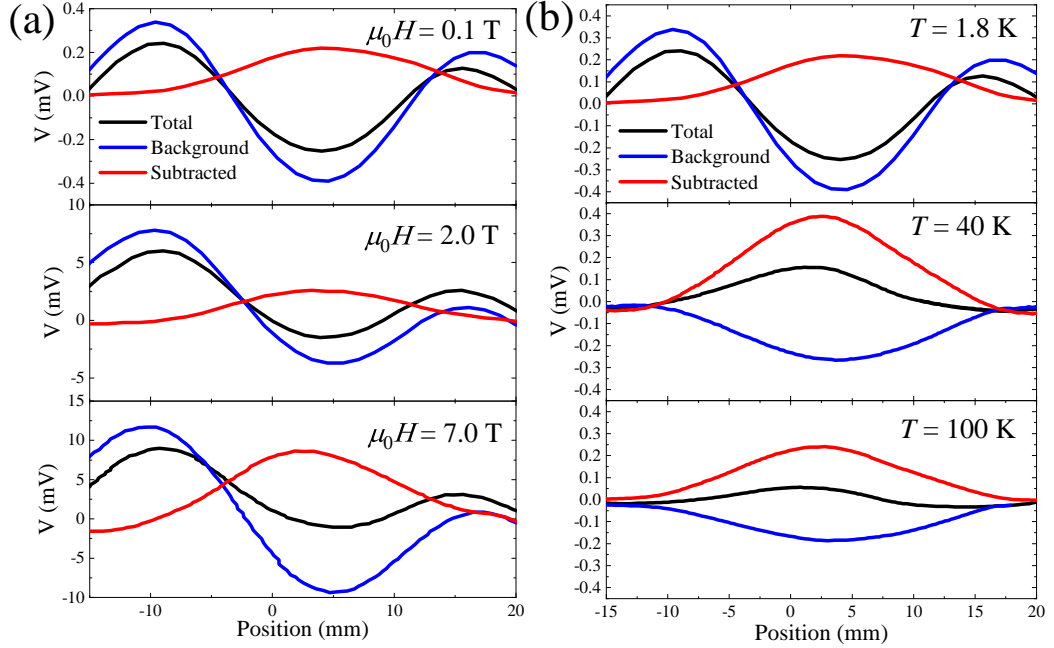 (a)
μ0H = 0.1 T
V (mV)
0.4
0.2
0.0
-0.2
-0.4
Total
Background
Subtracted
μ0H = 2.0 T
V (mV)
10
5
0
-5
μ0H = 7.0 T
V (mV)
15
10
5
0
-5
-10
-10 0 10 20
Position (mm)
(b)
T = 1.8 K
V (mV)
0.4
0.3
0.2
0.1
0.0
-0.1
-0.2
-0.3
-0.4
Total
Background
Subtracted
T = 40 K
V (mV)
0.4
0.3
0.2
0.1
0.0
-0.1
-0.2
-0.3
-0.4
T = 100 K
V (mV)
0.4
0.3
0.2
0.1
0.0
-0.1
-0.2
-0.3
-0.4
-15 -10 -5 0 5 10 15 20
Position (mm)